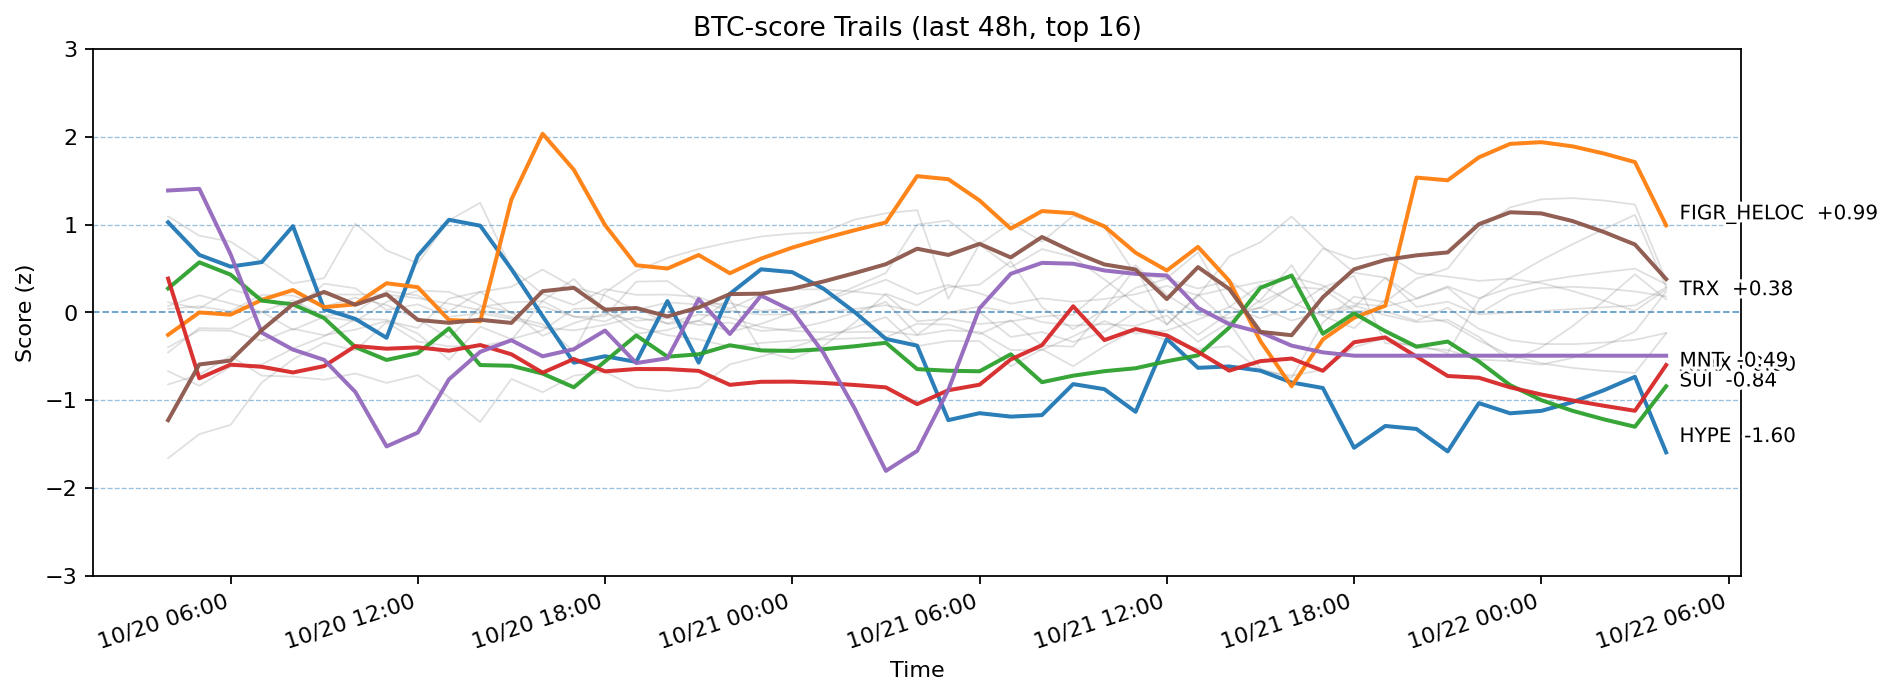 BTC-score Trails (last 48h, top 16)
Score (z)
3
2
1
0
−1
−2
−3
FIGR_HELOC +0.99
TRX +0.38
MNT -0.49
SUI -0.84
HYPE -1.60
10/20 06:00
10/20 12:00
10/20 18:00
10/21 00:00
10/21 06:00
10/21 12:00
10/21 18:00
10/22 00:00
10/22 06:00
Time